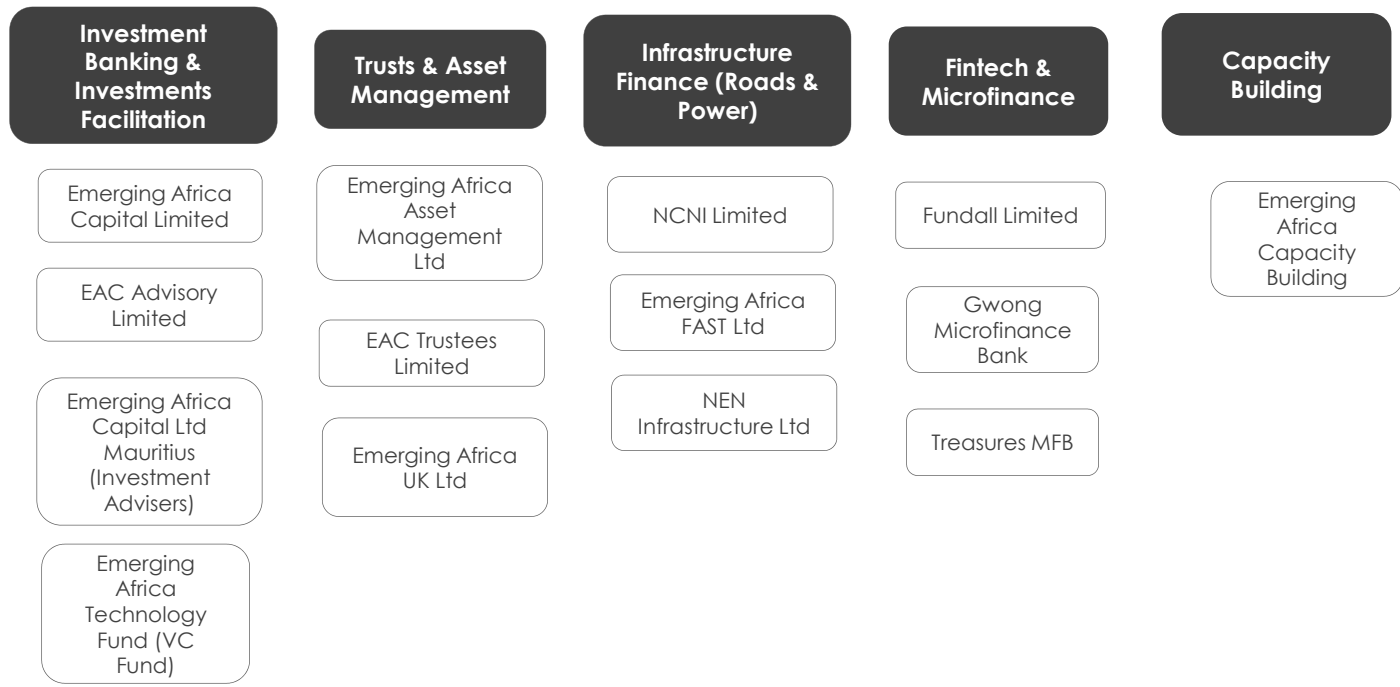 Investment
Banking &
Investments
Facilitation
Emerging Africa
Capital Limited
EAC Advisory
Limited
Emerging Africa
Capital Ltd
Mauritius
(Investment
Advisers)
Emerging
Africa
Technology
Fund (VC
Fund)
Trusts & Asset
Management
Emerging Africa
Asset
Management
Ltd
EAC Trustees
Limited
Emerging Africa
UK Ltd
Infrastructure
Finance (Roads &
Power)
NCNI Limited
Emerging Africa
FAST Ltd
NEN
Infrastructure Ltd
Fintech &
Microfinance
Fundall Limited
Gwong
Microfinance
Bank
Treasures MFB
Capacity
Building
Emerging
Africa
Capacity
Building